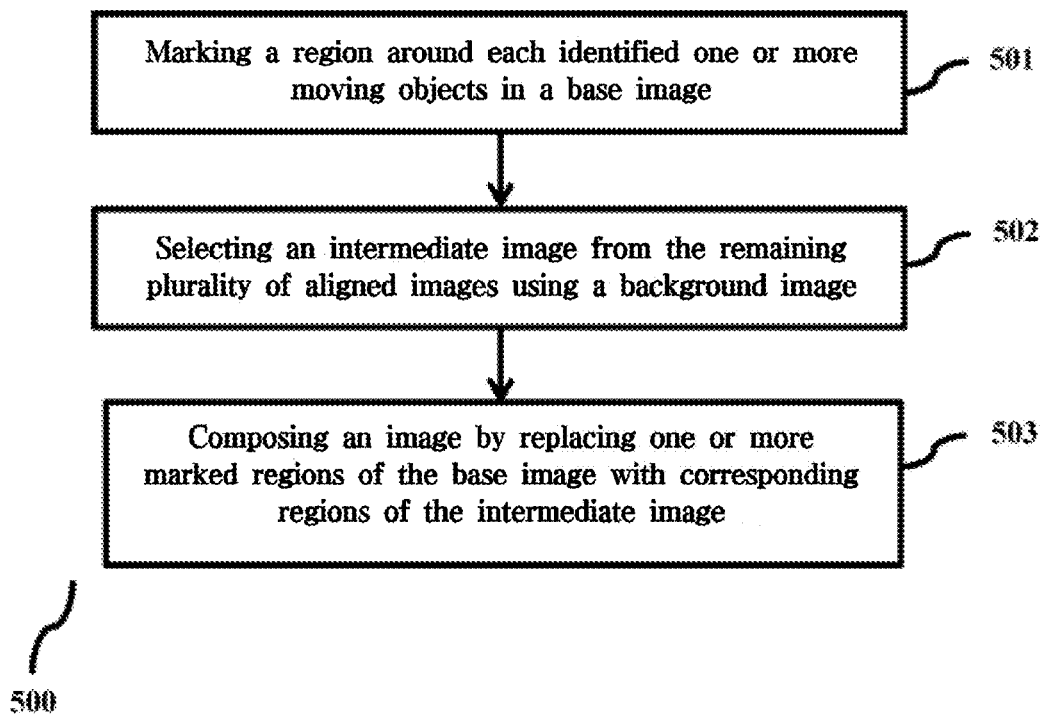 Marking a region around each identified one or more
moving objects in a base image
501
Selecting an intermediate image from the remaining
plurality of aligned images using a background image
502
Composing an image by replacing one or more
marked regions of the base image with corresponding
regions of the intermediate image
503
500